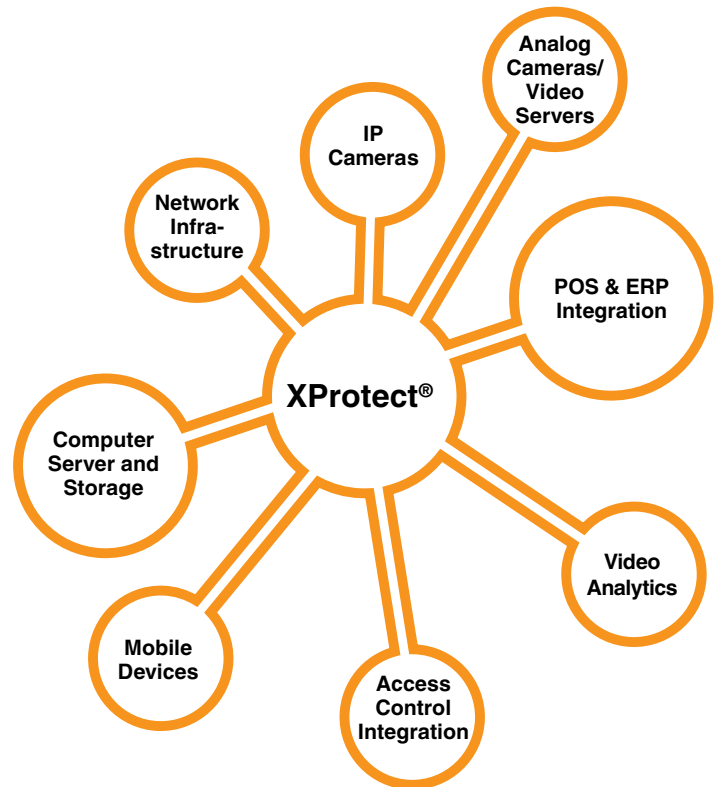 Analog
Cameras/
Video
Servers
IP
Cameras
Network
Infra-
structure
POS & ERP
Integration
XProtect®
Computer
Server and
Storage
Video
Analytics
Mobile
Devices
Access
Control
Integration